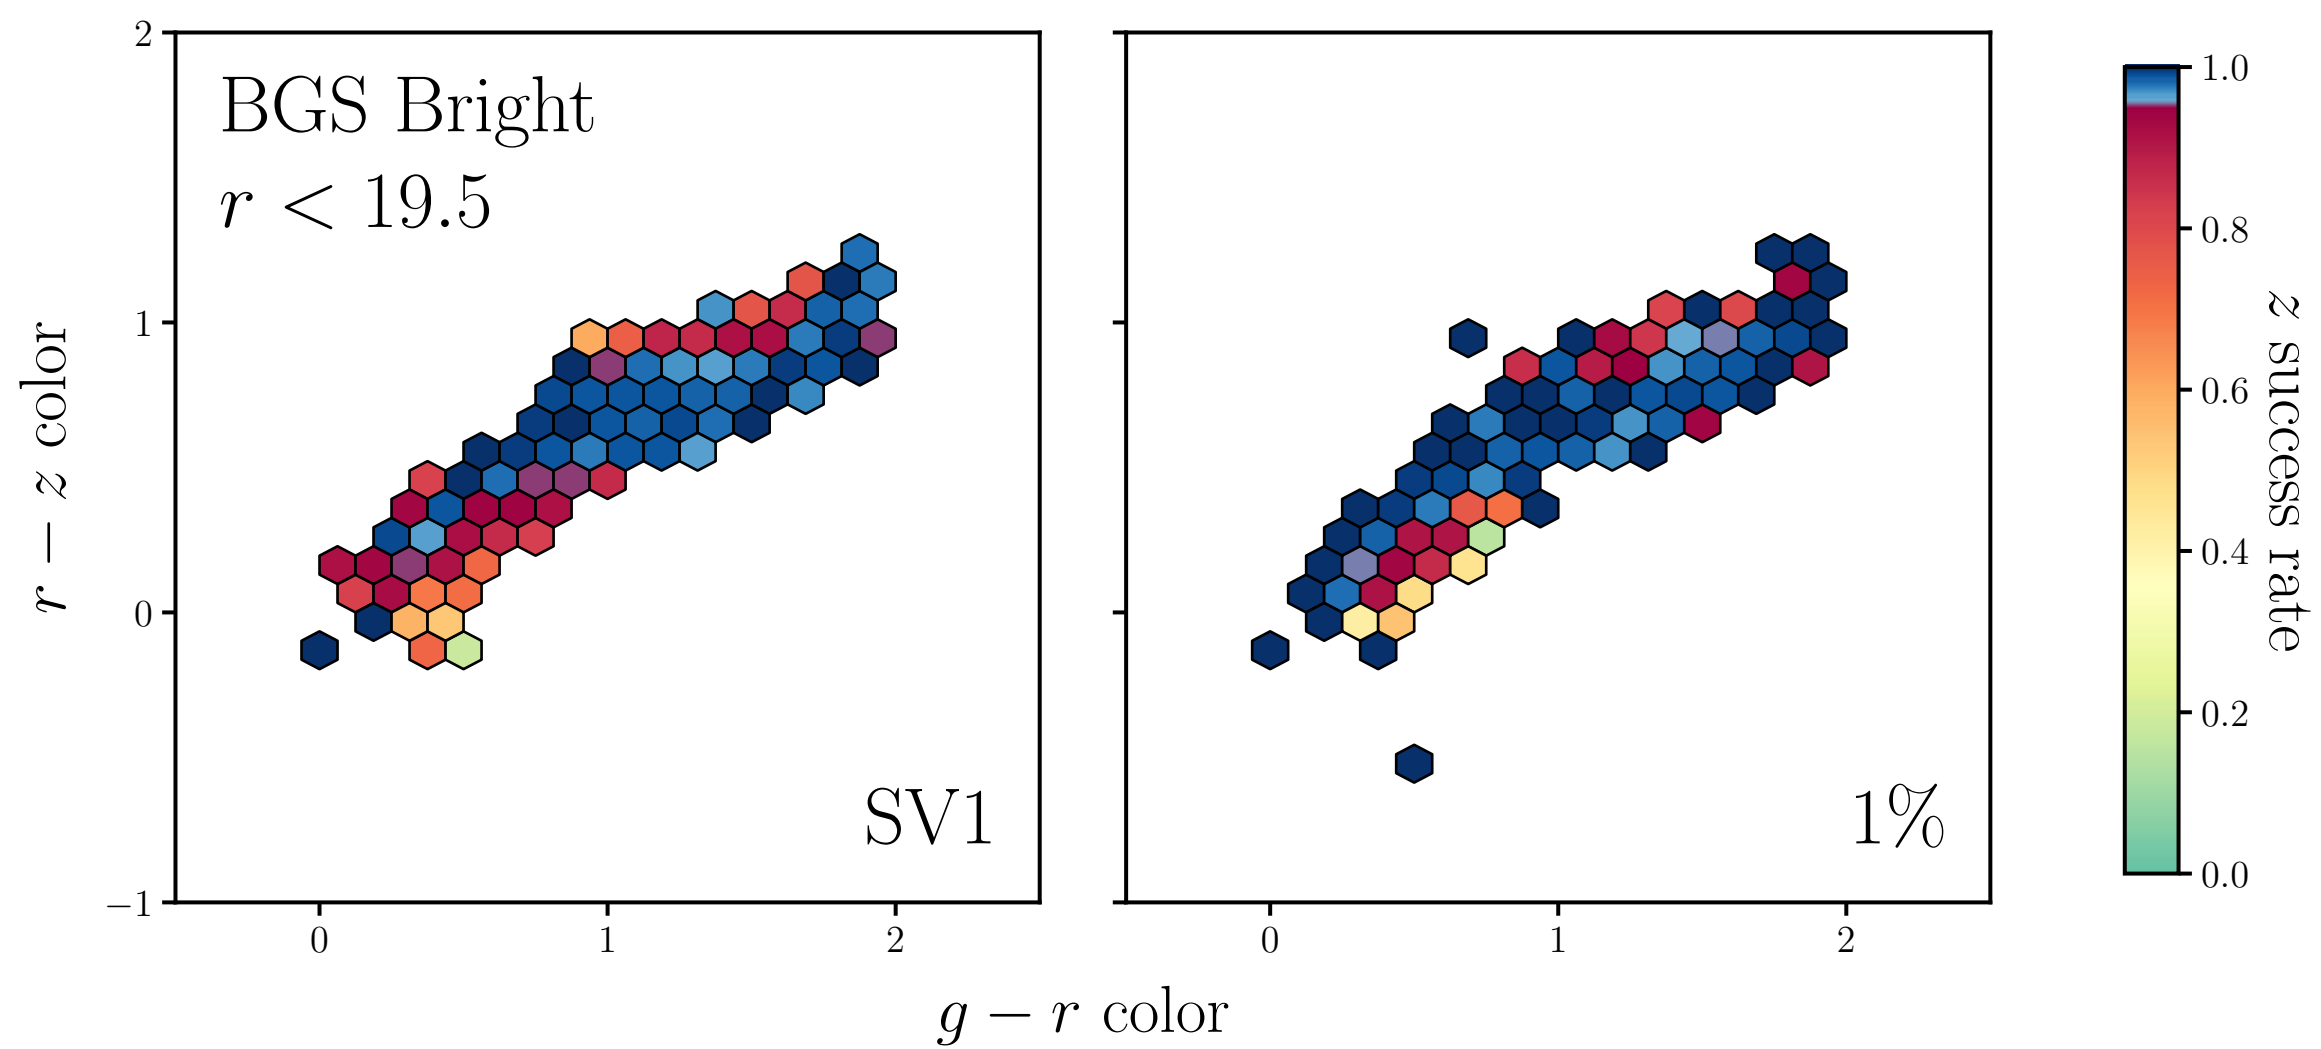 BGS Bright
r < 19.5
SV1
1%
2
1
0
−1
r − z color
0 1 2
0 1 2
g − r color
1.0
0.8
0.6
0.4
0.2
0.0
z success rate